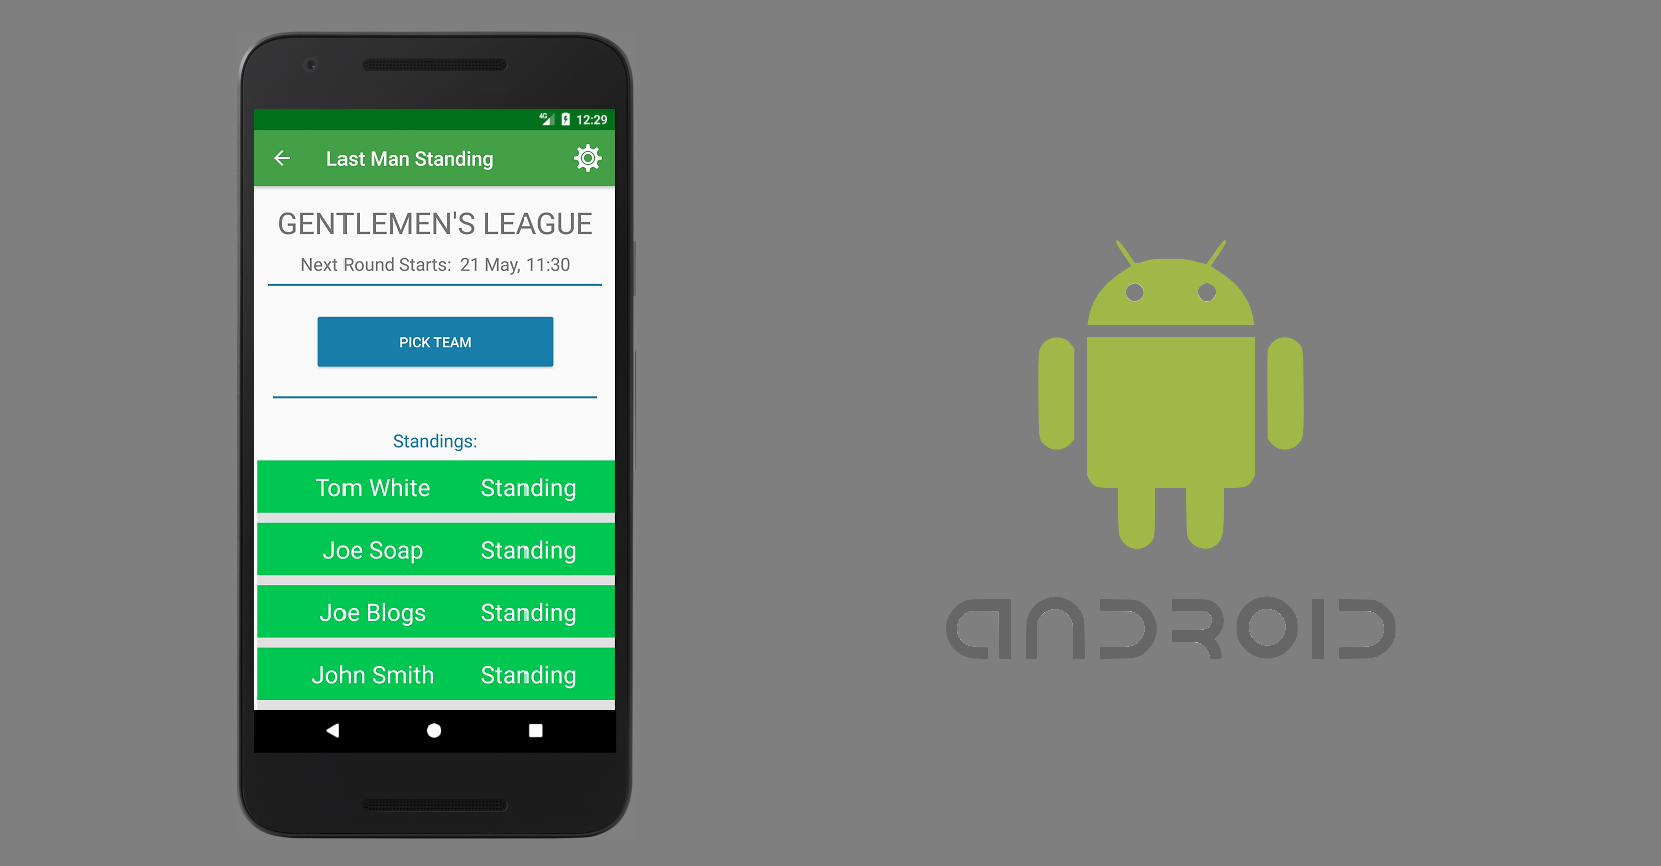 4G 12:29
Last Man Standing
GENTLEMEN'S LEAGUE
Next Round Starts: 21 May, 11:30
PICK TEAM
Standings:
Tom White Standing
Joe Soap Standing
Joe Blogs Standing
John Smith Standing
ANDROID